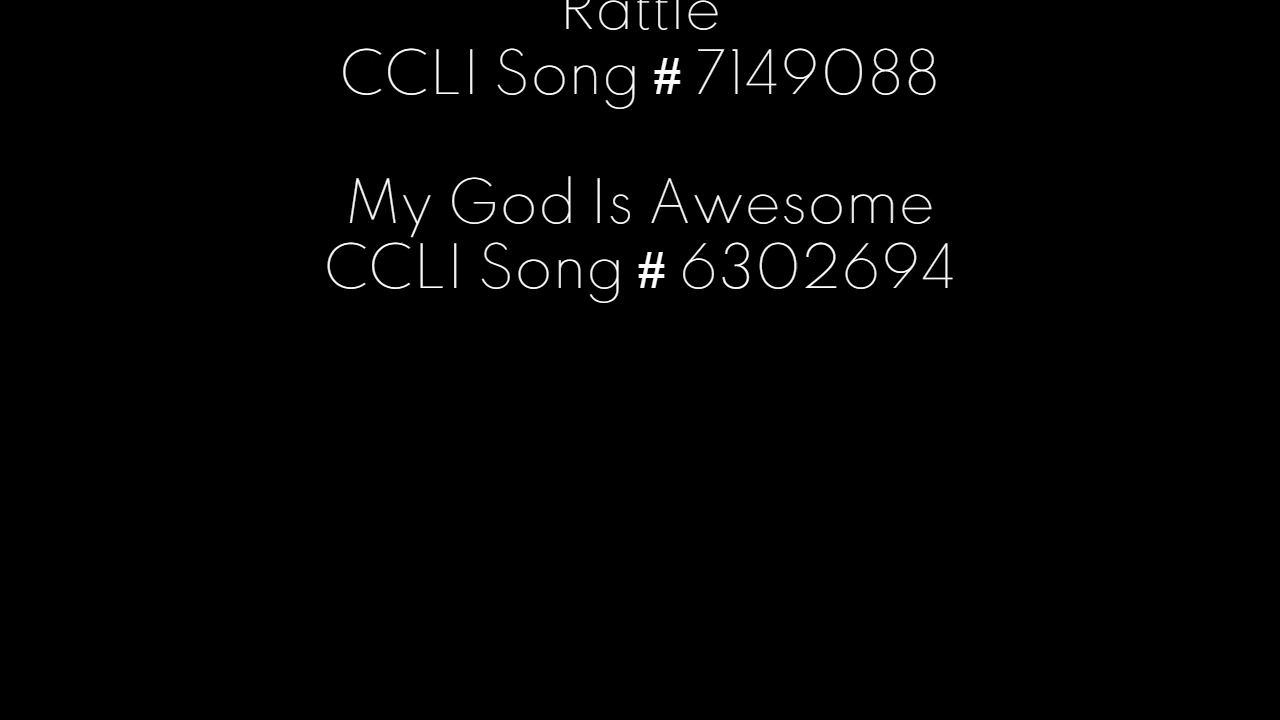 Rattle
CCLI Song # 7149088
My God Is Awesome
CCLI Song # 6302694